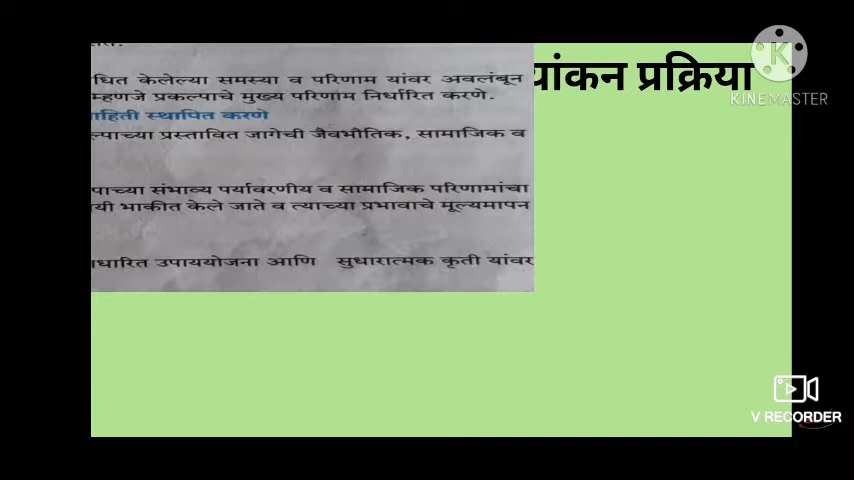 यांकन प्रक्रिया
धित केलेल्या समस्या व परिणाम यांवर अवलंबून
म्हणजे प्रकल्पाचे मुख्य परिणाम निर्धारित करणे.
ाहिती स्थापित करणे
ल्पाच्या प्रस्तावित जागेची जैवभौतिक, सामाजिक व
पाच्या संभाव्य पर्यावरणीय व सामाजिक परिणामांचा
यी भाकीत केले जाते व त्याच्या प्रभावाचे मूल्यमापन
ाधारित उपाययोजना आणि सुधारात्मक कृती यांवर
KINEMASTER
V RECORDER